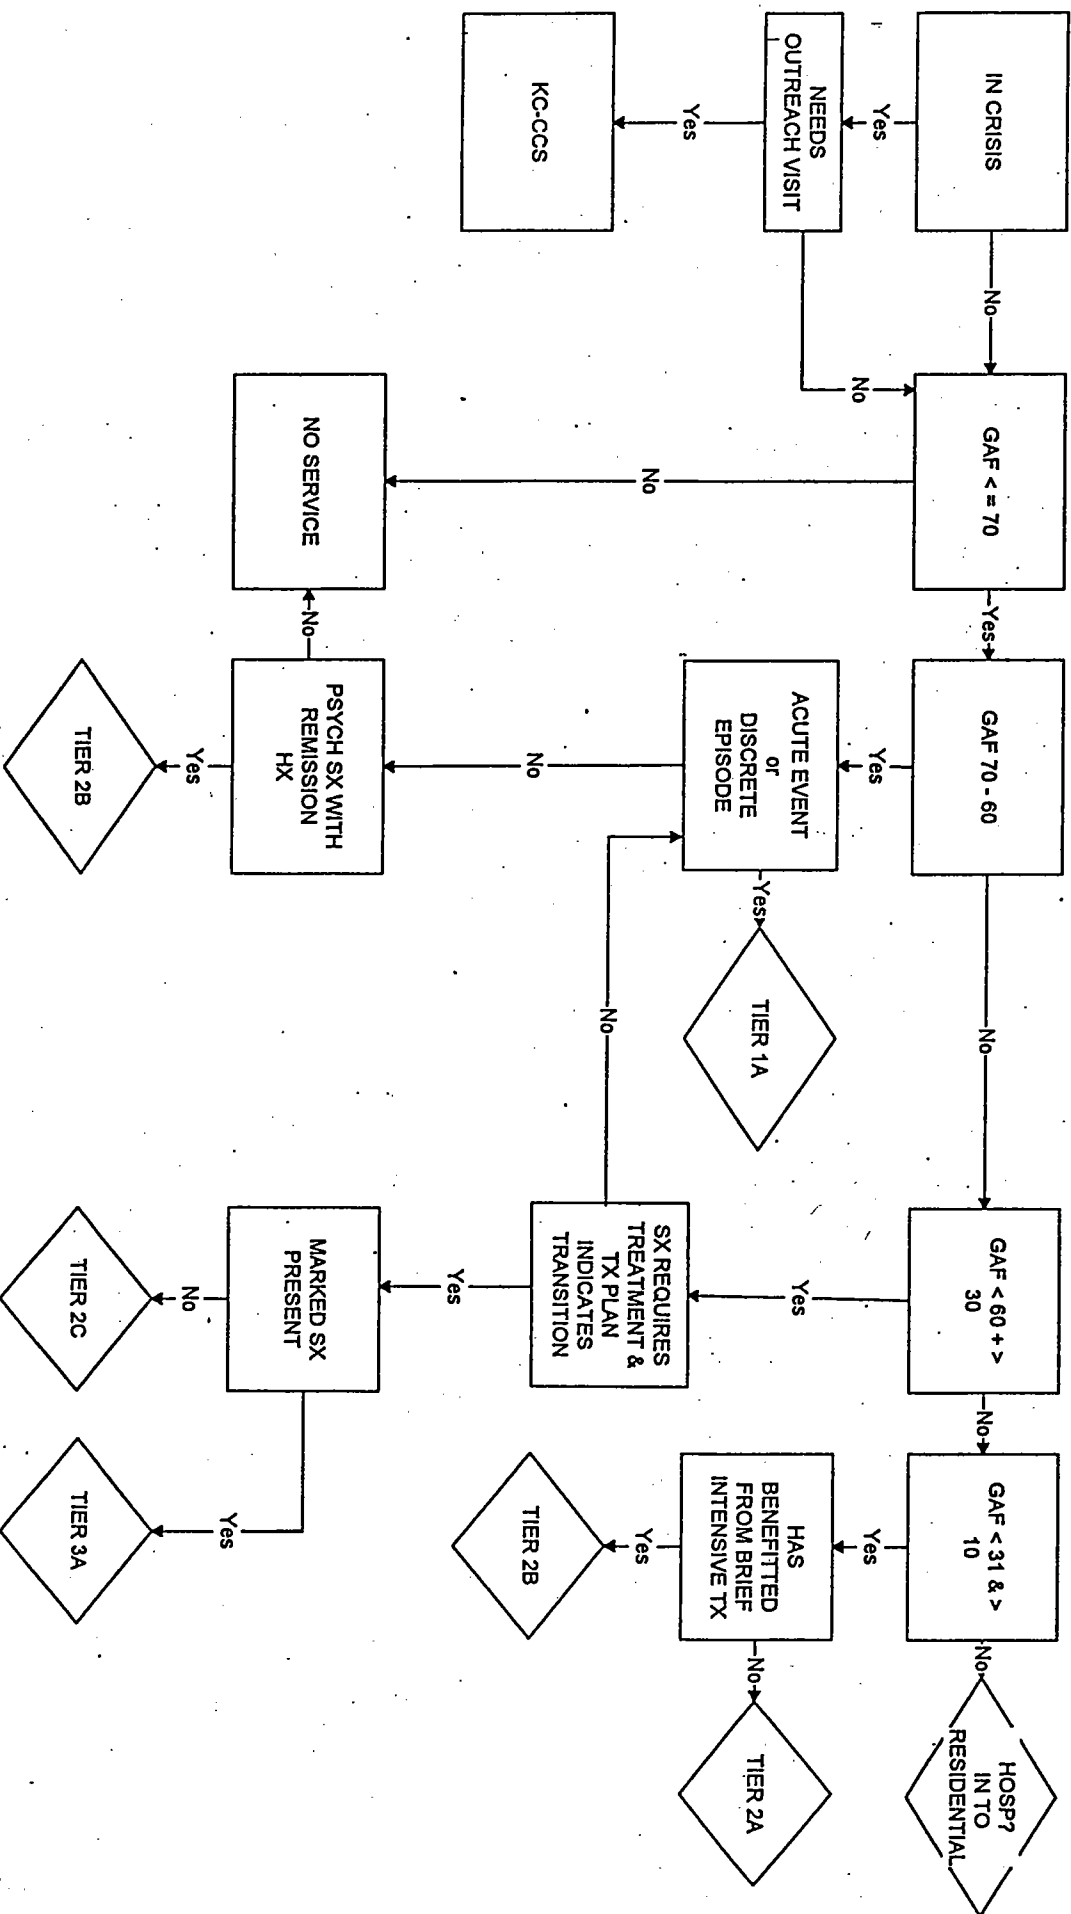 IN CRISIS
No
GAF < = 70
Yes
GAF 70 - 60
No
GAF < 60 + >
30
No
GAF < 31 & >
10
No
HOSP?
IN TO
RESIDENTIAL
Yes
NEEDS
OUTREACH VISIT
No
Yes
KC-CCS
No
NO SERVICE
Yes
ACUTE EVENT
or
DISCRETE
EPISODE
Yes
TIER 1A
No
PSYCH SX WITH
REMISSION
HX
No
Yes
TIER 2B
Yes
SX REQUIRES
TREATMENT &
TX PLAN
INDICATES
TRANSITION
No
Yes
MARKED SX
PRESENT
No
TIER 2C
Yes
TIER 3A
Yes
HAS
BENEFITTED
FROM BRIEF
INTENSIVE TX
No
TIER 2A
Yes
TIER 2B